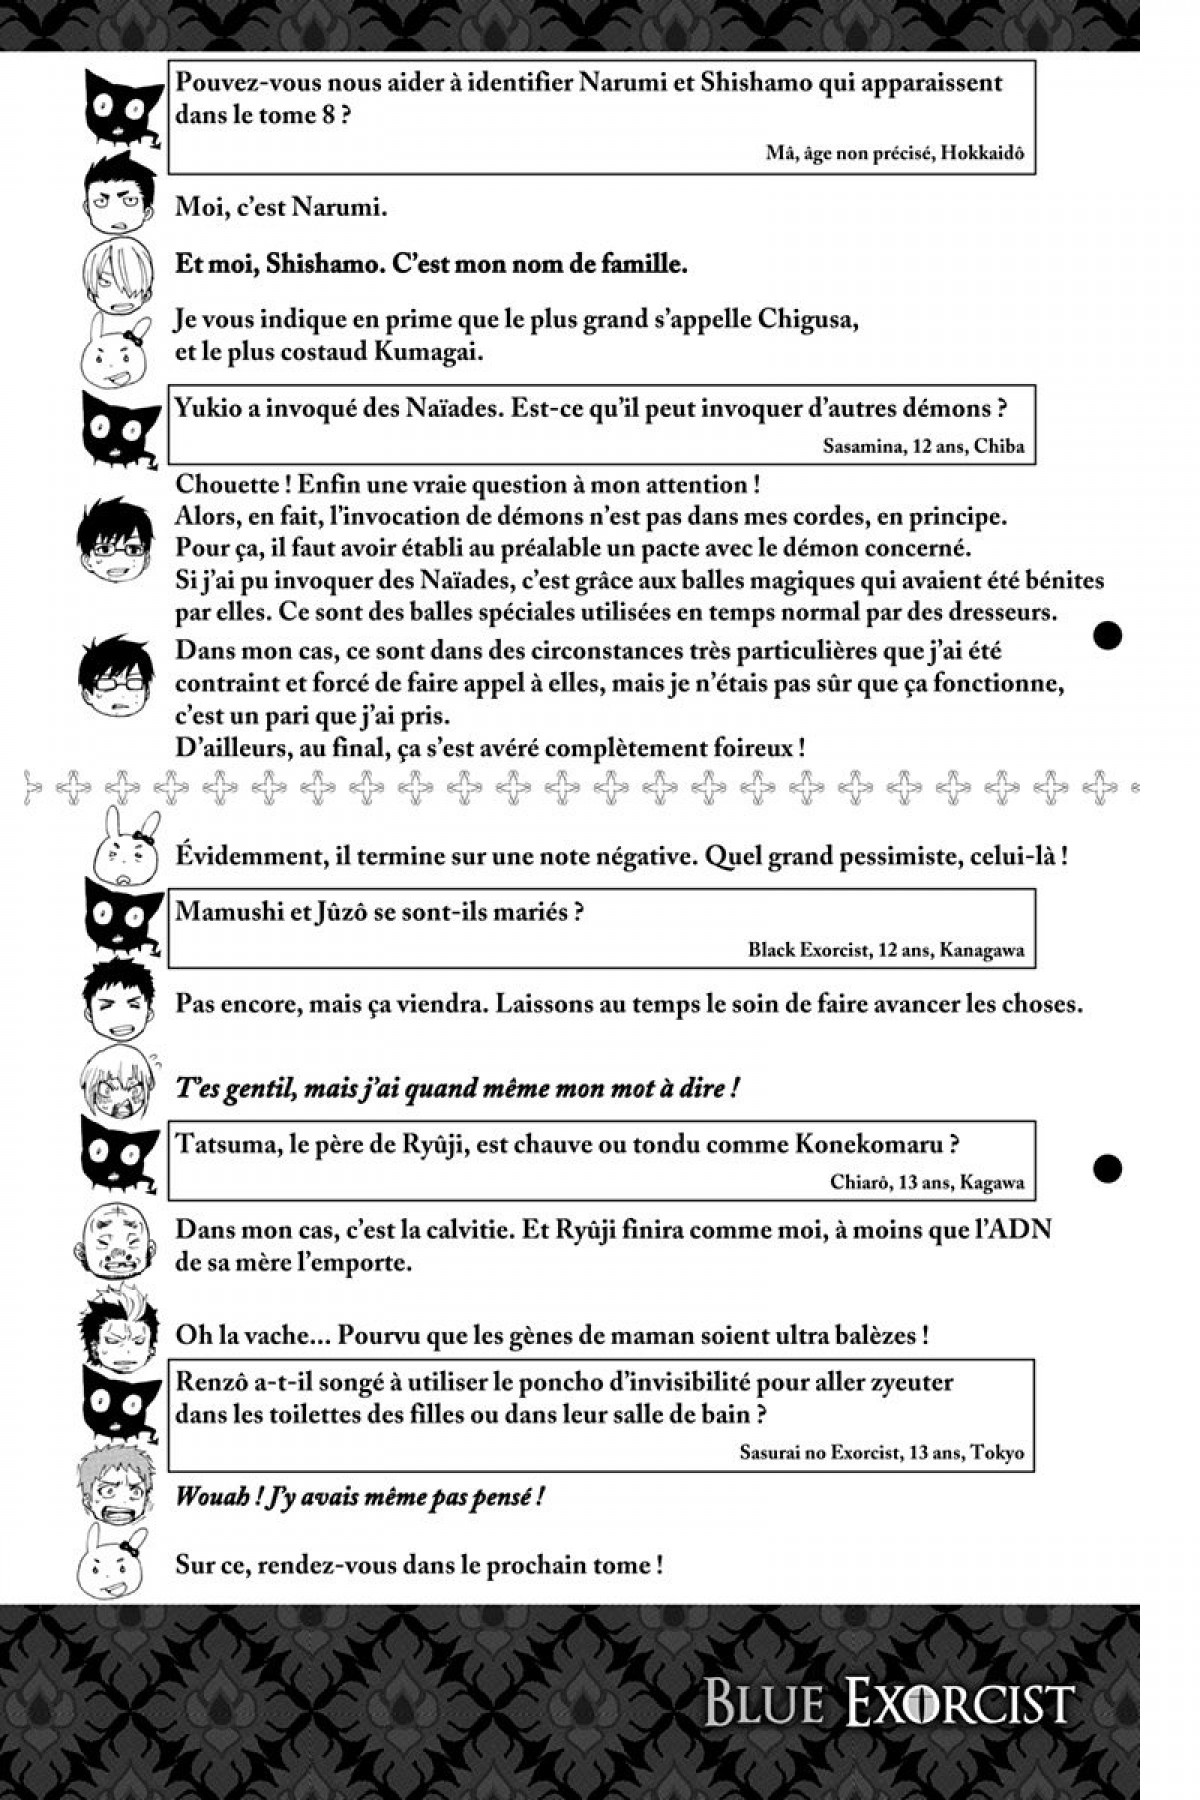 Pouvez-vous nous aider à identifier Narumi et Shishamo qui apparaissent
dans le tome 8 ?
Mâ, âge non précisé, Hokkaidô
Moi, c'est Narumi.
Et moi, Shishamo. C'est mon nom de famille.
Je vous indique en prime que le plus grand s'appelle Chigusa,
et le plus costaud Kumagai.
Yukio a invoqué des Naïades. Est-ce qu'il peut invoquer d'autres démons ?
Sasamina, 12 ans, Chiba
Chouette ! Enfin une vraie question à mon attention !
Alors, en fait, l'invocation de démons n'est pas dans mes cordes, en principe.
Pour ça, il faut avoir établi au préalable un pacte avec le démon concerné.
Si j'ai pu invoquer des Naïades, c'est grâce aux balles magiques qui avaient été bénites
par elles. Ce sont des balles spéciales utilisées en temps normal par des dresseurs.
Dans mon cas, ce sont dans des circonstances très particulières que j'ai été
contraint et forcé de faire appel à elles, mais je n'étais pas sûr que ça fonctionne,
c'est un pari que j'ai pris.
D'ailleurs, au final, ça s'est avéré complètement foireux !
Évidemment, il termine sur une note négative. Quel grand pessimiste, celui-là !
Mamushi et Jûzô se sont-ils mariés ?
Black Exorcist, 12 ans, Kanagawa
Pas encore, mais ça viendra. Laissons au temps le soin de faire avancer les choses.
T'es gentil, mais j'ai quand même mon mot à dire !
Tatsuma, le père de Ryûji, est chauve ou tondu comme Konekomaru ?
Chiarô, 13 ans, Kagawa
Dans mon cas, c'est la calvitie. Et Ryûji finira comme moi, à moins que l'ADN
de sa mère l'emporte.
Oh la vache... Pourvu que les gènes de maman soient ultra balèzes !
Renzô a-t-il songé à utiliser le poncho d'invisibilité pour aller zyeuter
dans les toilettes des filles ou dans leur salle de bain ?
Sasurai no Exorcist, 13 ans, Tokyo
Wouah ! J'y avais même pas pensé !
Sur ce, rendez-vous dans le prochain tome !
BLUE EXORCIST